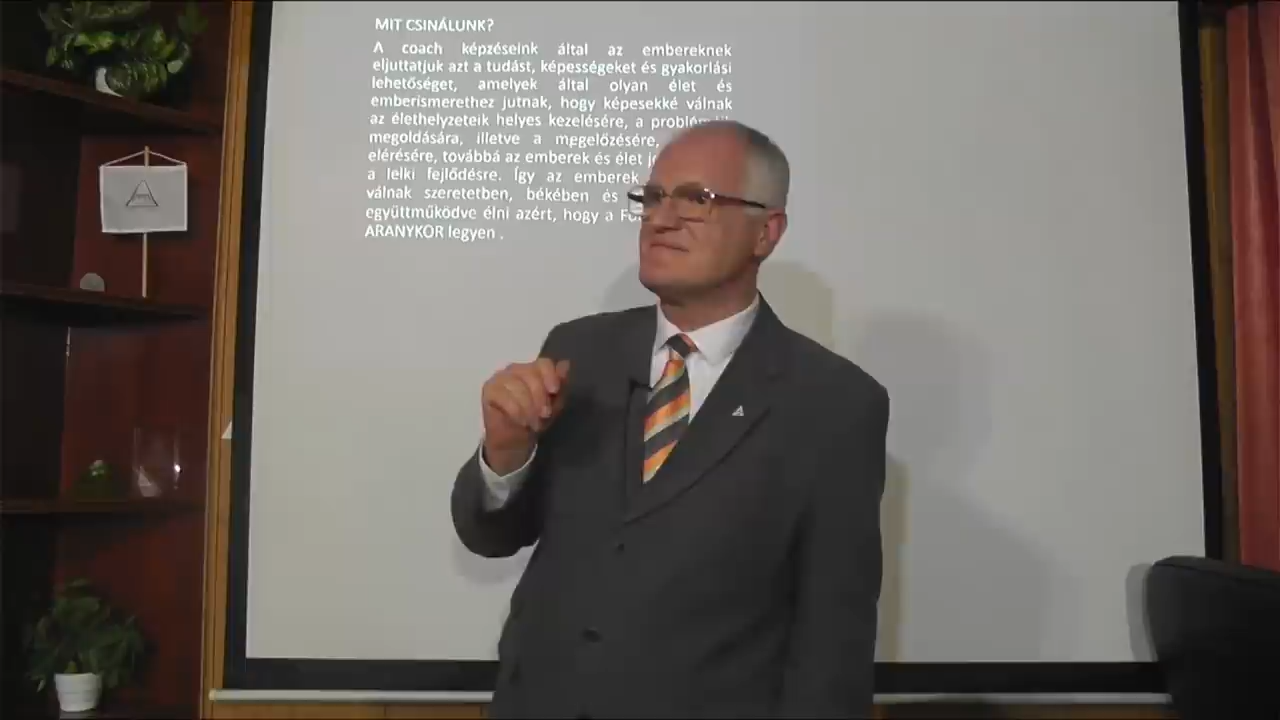 MIT CSINÁLUNK?
A coach képzéseink által az embereknek
eljuttatjuk azt a tudást, képességeket és gyakorlási
lehetőséget, amelyek által olyan élet és
emberismerethez jutnak, hogy képesekké válnak
az élethelyzeteik helyes kezelésére, a
megoldására, illetve a megelőzésére,
elérésére, továbbá az emberek és élet
a lelki fejlődésre. Így az emberek
válnak szeretetben, békében és
együttműködve élni azért, hogy a
ARANYKOR legyen .